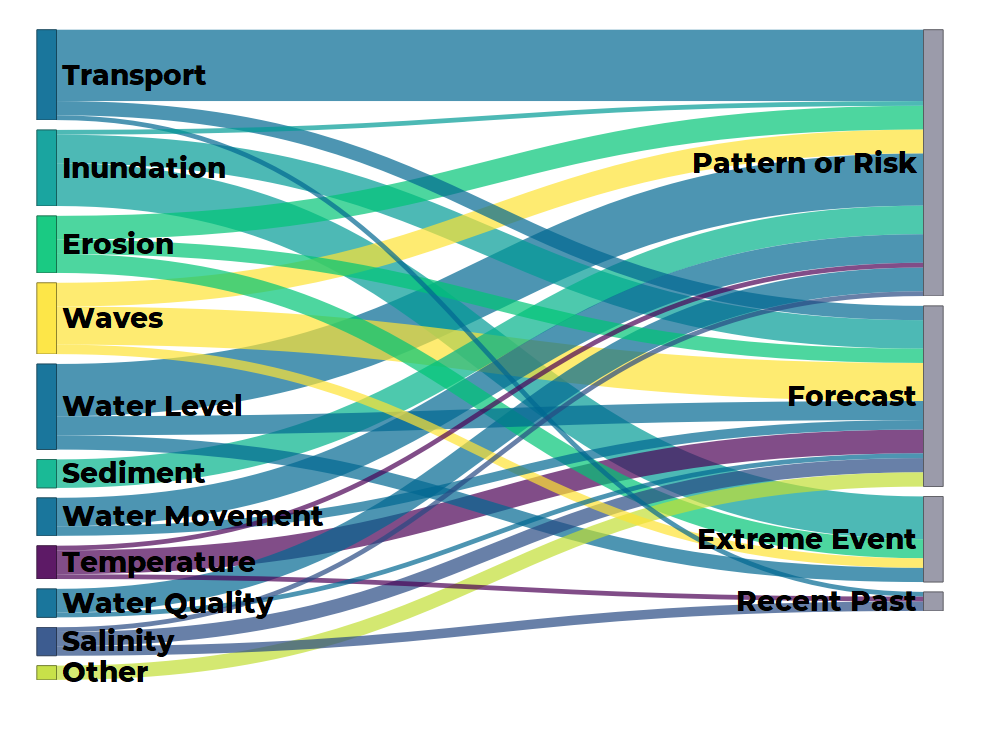 Transport
Inundation
Erosion
Waves
Water Level
Sediment
Water Movement
Temperature
Water Quality
Salinity
Other
Pattern or Risk
Forecast
Extreme Event
Recent Past